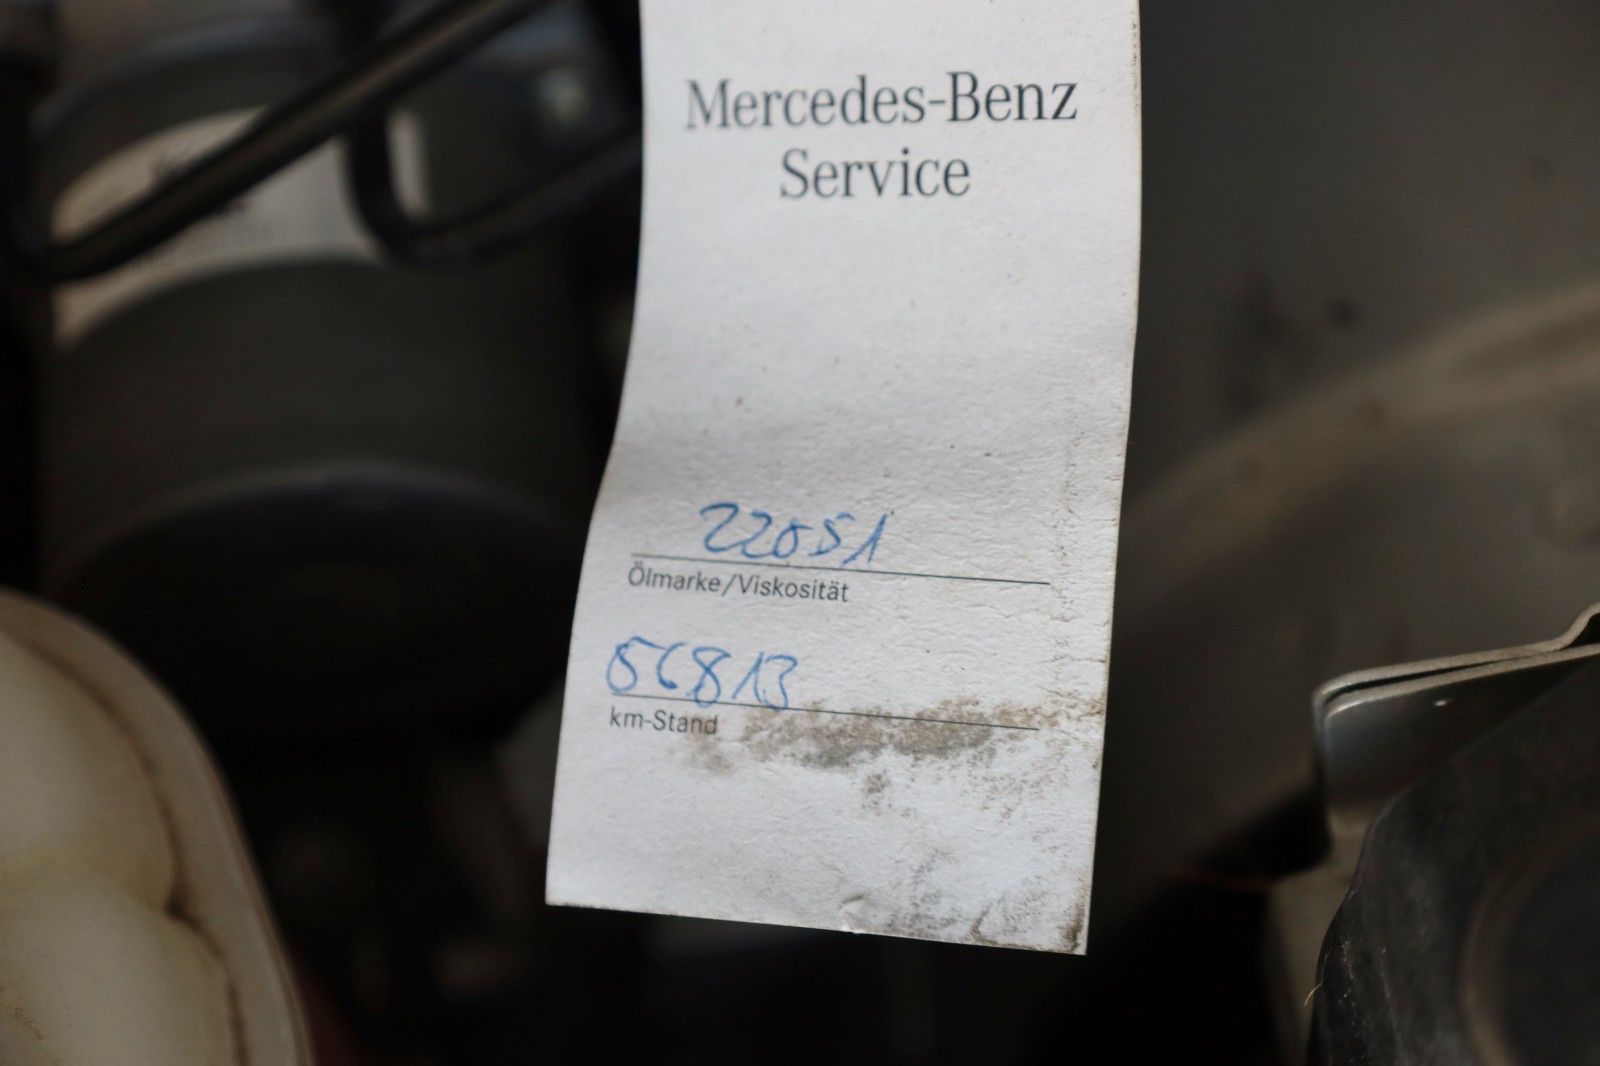 Mercedes-Benz
Service
22051
Ölmarke/Viskosität
56813
km-Stand